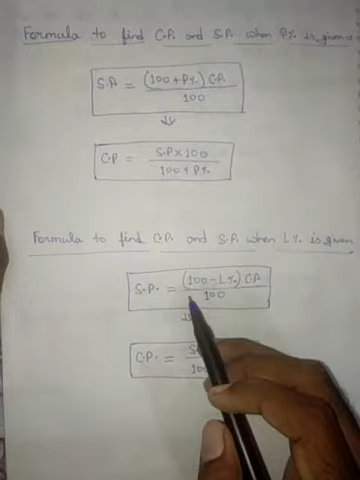 Formula to find C.P. and S.P. when P%. is given
S.P. = (100+P%.) C.P.
100
C.P = S.P×100
100+P%.
Formula to find C.P. and S.P. when L%. is given
S.P. = (100-L%.) C.P.
100
C.P. =
100